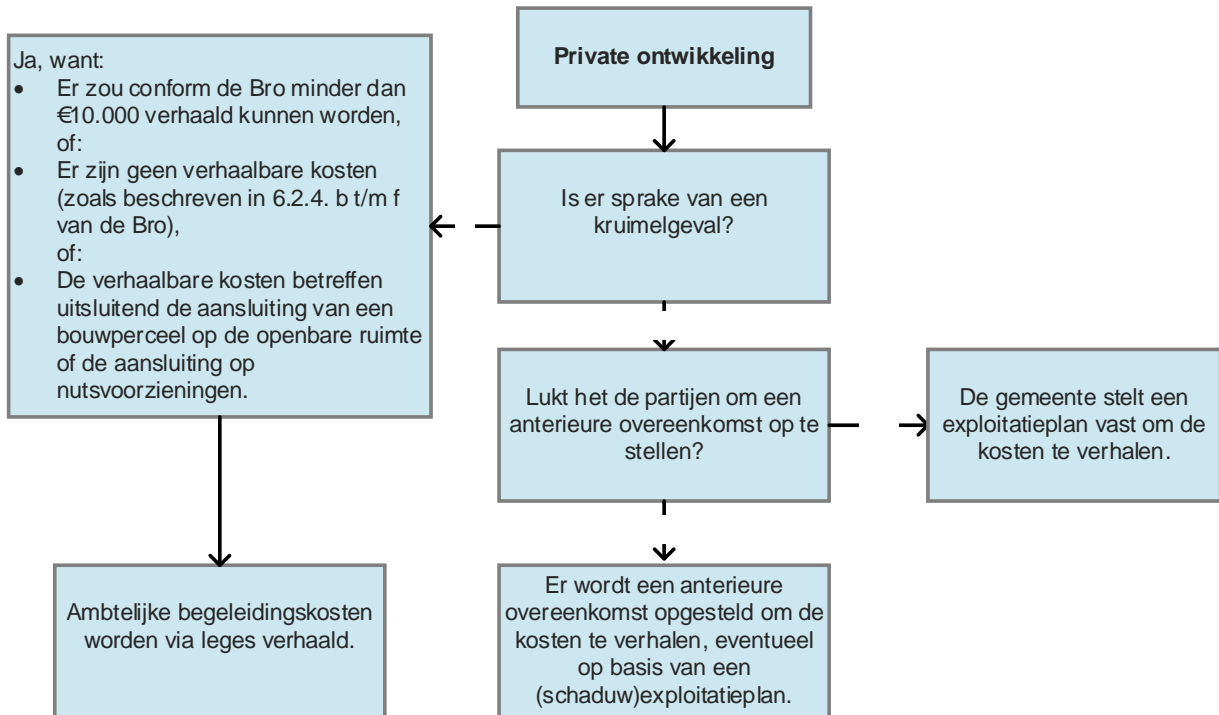 Private ontwikkeling
Is er sprake van een
kruimelgeval?
Ja, want:
• Er zou conform de Bro minder dan
€10.000 verhaald kunnen worden,
of:
• Er zijn geen verhaalbare kosten
(zoals beschreven in 6.2.4. b t/m f
van de Bro),
of:
• De verhaalbare kosten betreffen
uitsluitend de aansluiting van een
bouwperceel op de openbare ruimte
of de aansluiting op
nutsvoorzieningen.
Lukt het de partijen om een
anterieure overeenkomst op te
stellen?
De gemeente stelt een
exploitatieplan vast om de
kosten te verhalen.
Ambtelijke begeleidingskosten
worden via leges verhaald.
Er wordt een anterieure
overeenkomst opgesteld om de
kosten te verhalen, eventueel
op basis van een
(schaduw)exploitatieplan.